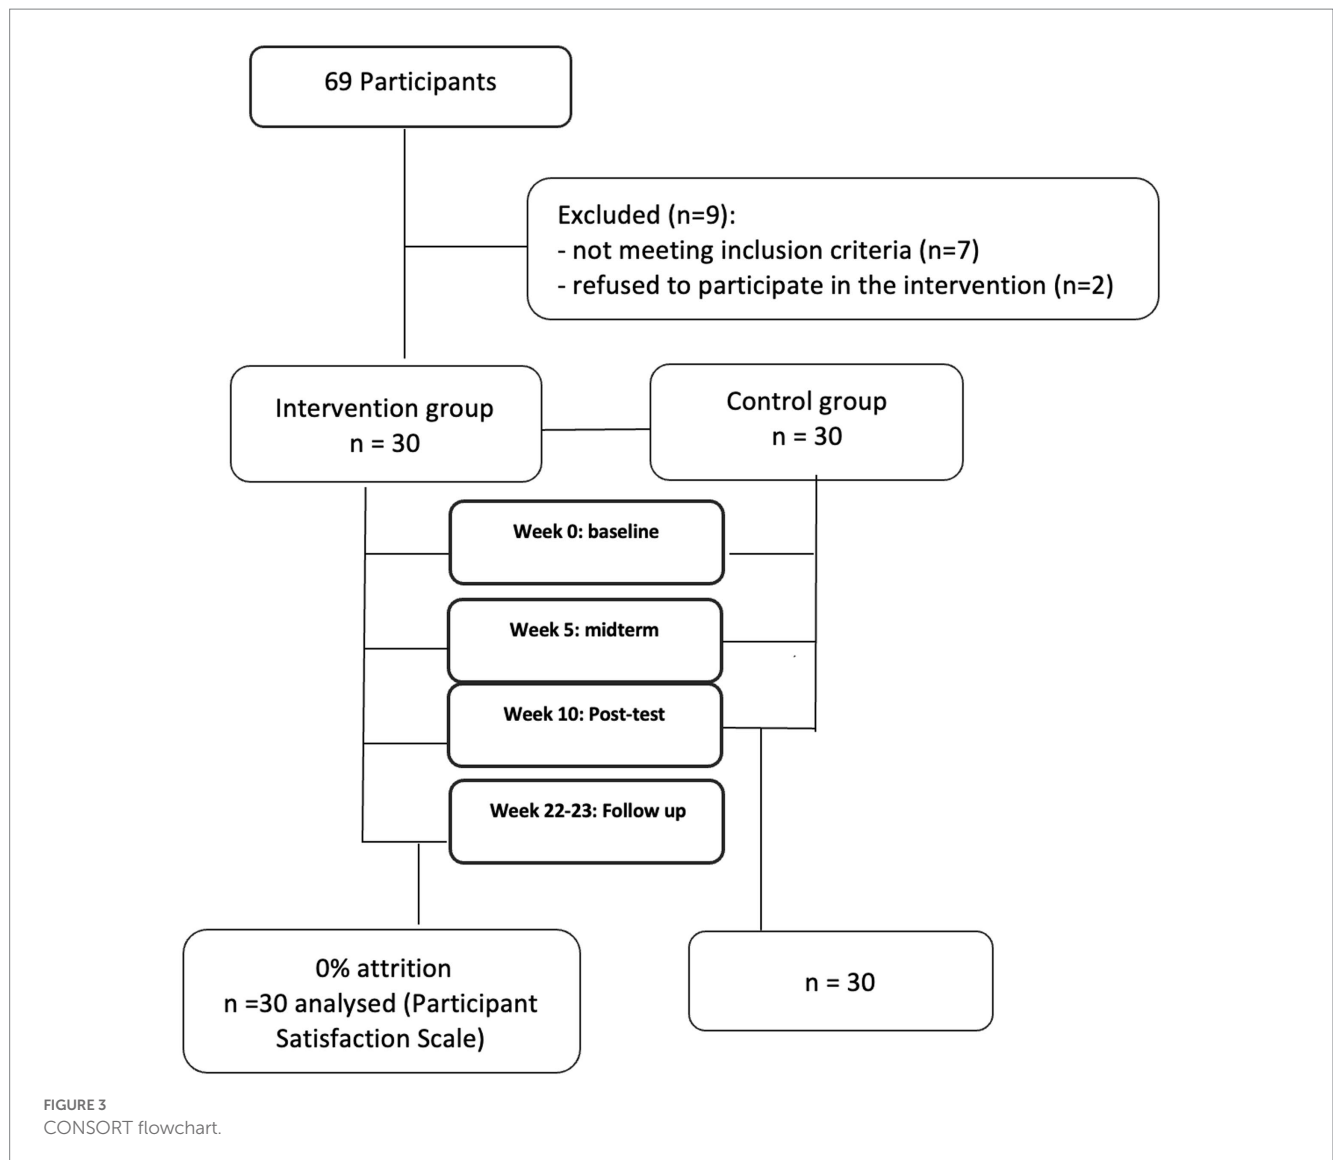 69 Participants
Excluded (n=9):
- not meeting inclusion criteria (n=7)
- refused to participate in the intervention (n=2)
Intervention group
n = 30
Control group
n = 30
Week 0: baseline
Week 5: midterm
Week 10: Post-test
Week 22-23: Follow up
0% attrition
n =30 analysed (Participant
Satisfaction Scale)
n = 30
FIGURE 3
CONSORT flowchart.